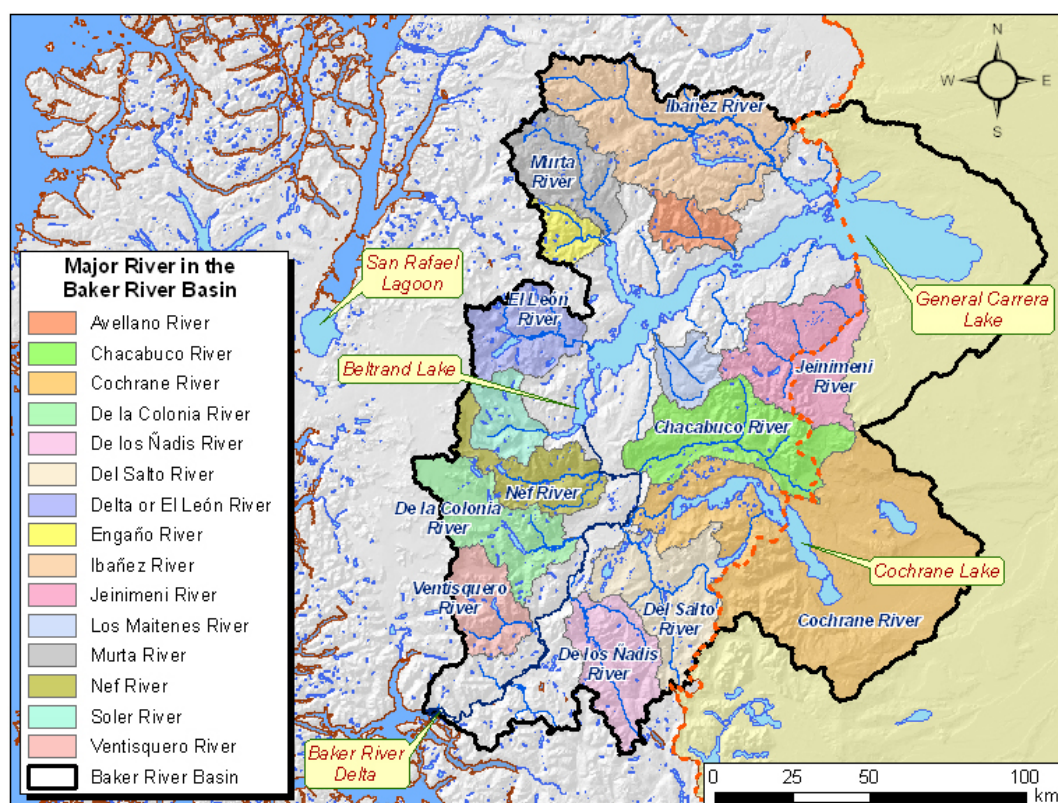 N
W
E
S
Ibáñez River
Murta
River
San Rafael
Lagoon
El León
River
General Carrera
Lake
Beltrand Lake
Jeinimeni
River
Chacabuco River
Nef River
De la Colonia
River
Cochrane Lake
Ventisquero
River
Del Salto
River
Cochrane River
De los Ñadis
River
Baker River
Delta
Major River in the
Baker River Basin
Avellano River
Chacabuco River
Cochrane River
De la Colonia River
De los Ñadis River
Del Salto River
Delta or El León River
Engaño River
Ibañez River
Jeinimeni River
Los Maitenes River
Murta River
Nef River
Soler River
Ventisquero River
Baker River Basin
0 25 50 100
km